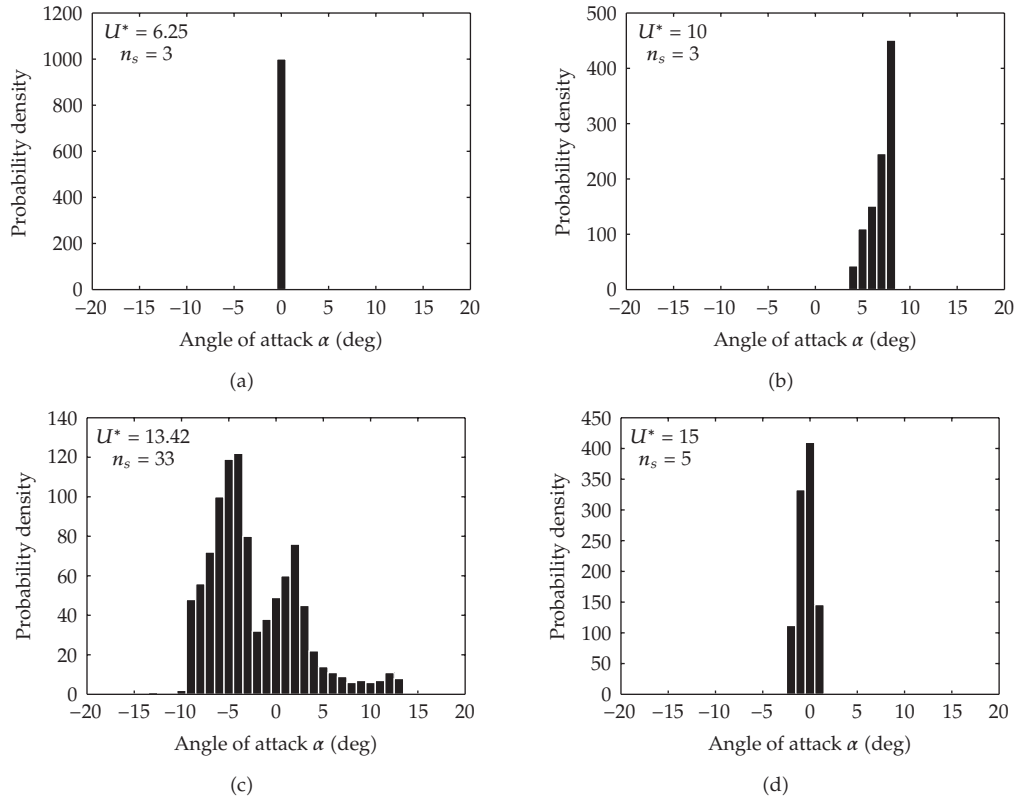 1200
1000
800
600
400
200
0
Probability density
U* = 6.25
n_s = 3
−20 −15 −10 −5 0 5 10 15 20
Angle of attack α (deg)
(a)
500
400
300
200
100
0
Probability density
U* = 10
n_s = 3
−20 −15 −10 −5 0 5 10 15 20
Angle of attack α (deg)
(b)
140
120
100
80
60
40
20
0
Probability density
U* = 13.42
n_s = 33
−20 −15 −10 −5 0 5 10 15 20
Angle of attack α (deg)
(c)
450
400
350
300
250
200
150
100
50
0
Probability density
U* = 15
n_s = 5
−20 −15 −10 −5 0 5 10 15 20
Angle of attack α (deg)
(d)